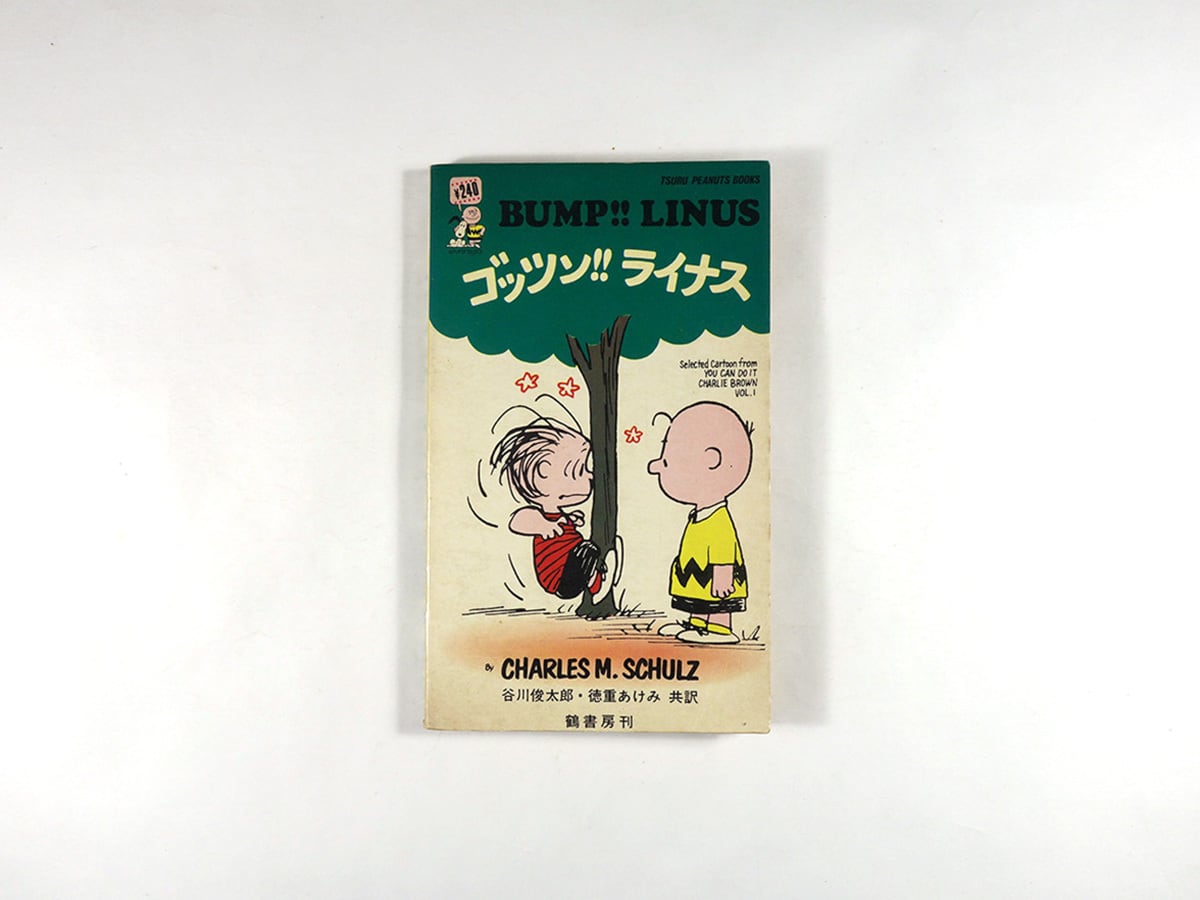 TSURU PEANUTS BOOKS
¥240
BUMP!! LINUS
ゴッツン!! ライナス
Selected Cartoon from
YOU CAN DO IT
CHARLIE BROWN
VOL.1
By CHARLES M. SCHULZ
谷川俊太郎・徳重あけみ 共訳
鶴書房刊